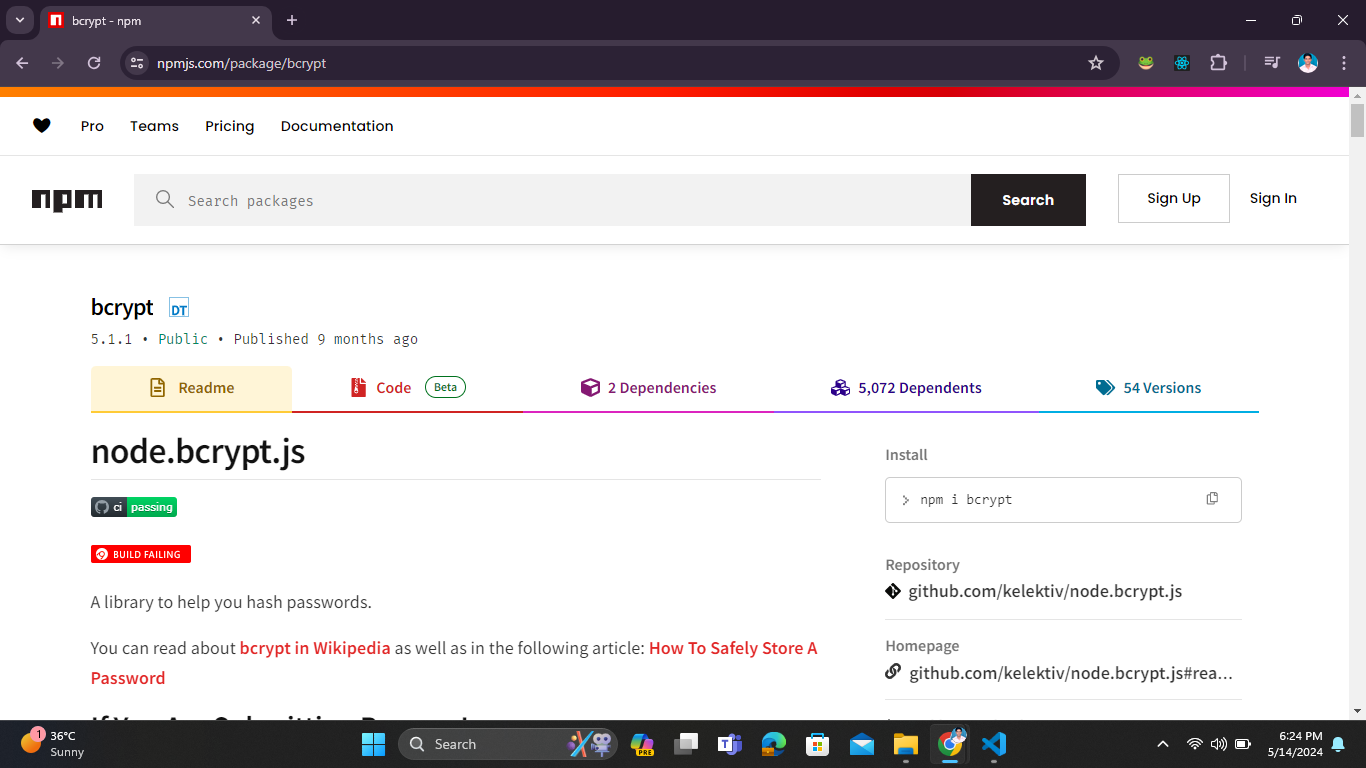 bcrypt - npm
npmjs.com/package/bcrypt
Pro Teams Pricing Documentation
npm Search packages Search Sign Up Sign In
bcrypt DT
5.1.1 • Public • Published 9 months ago
Readme Code Beta 2 Dependencies 5,072 Dependents 54 Versions
node.bcrypt.js
ci passing
BUILD FAILING
A library to help you hash passwords.
You can read about bcrypt in Wikipedia as well as in the following article: How To Safely Store A
Password
Install
npm i bcrypt
Repository
github.com/kelektiv/node.bcrypt.js
Homepage
github.com/kelektiv/node.bcrypt.js#rea...
1 36°C
Sunny
Search
PRE
6:24 PM
5/14/2024